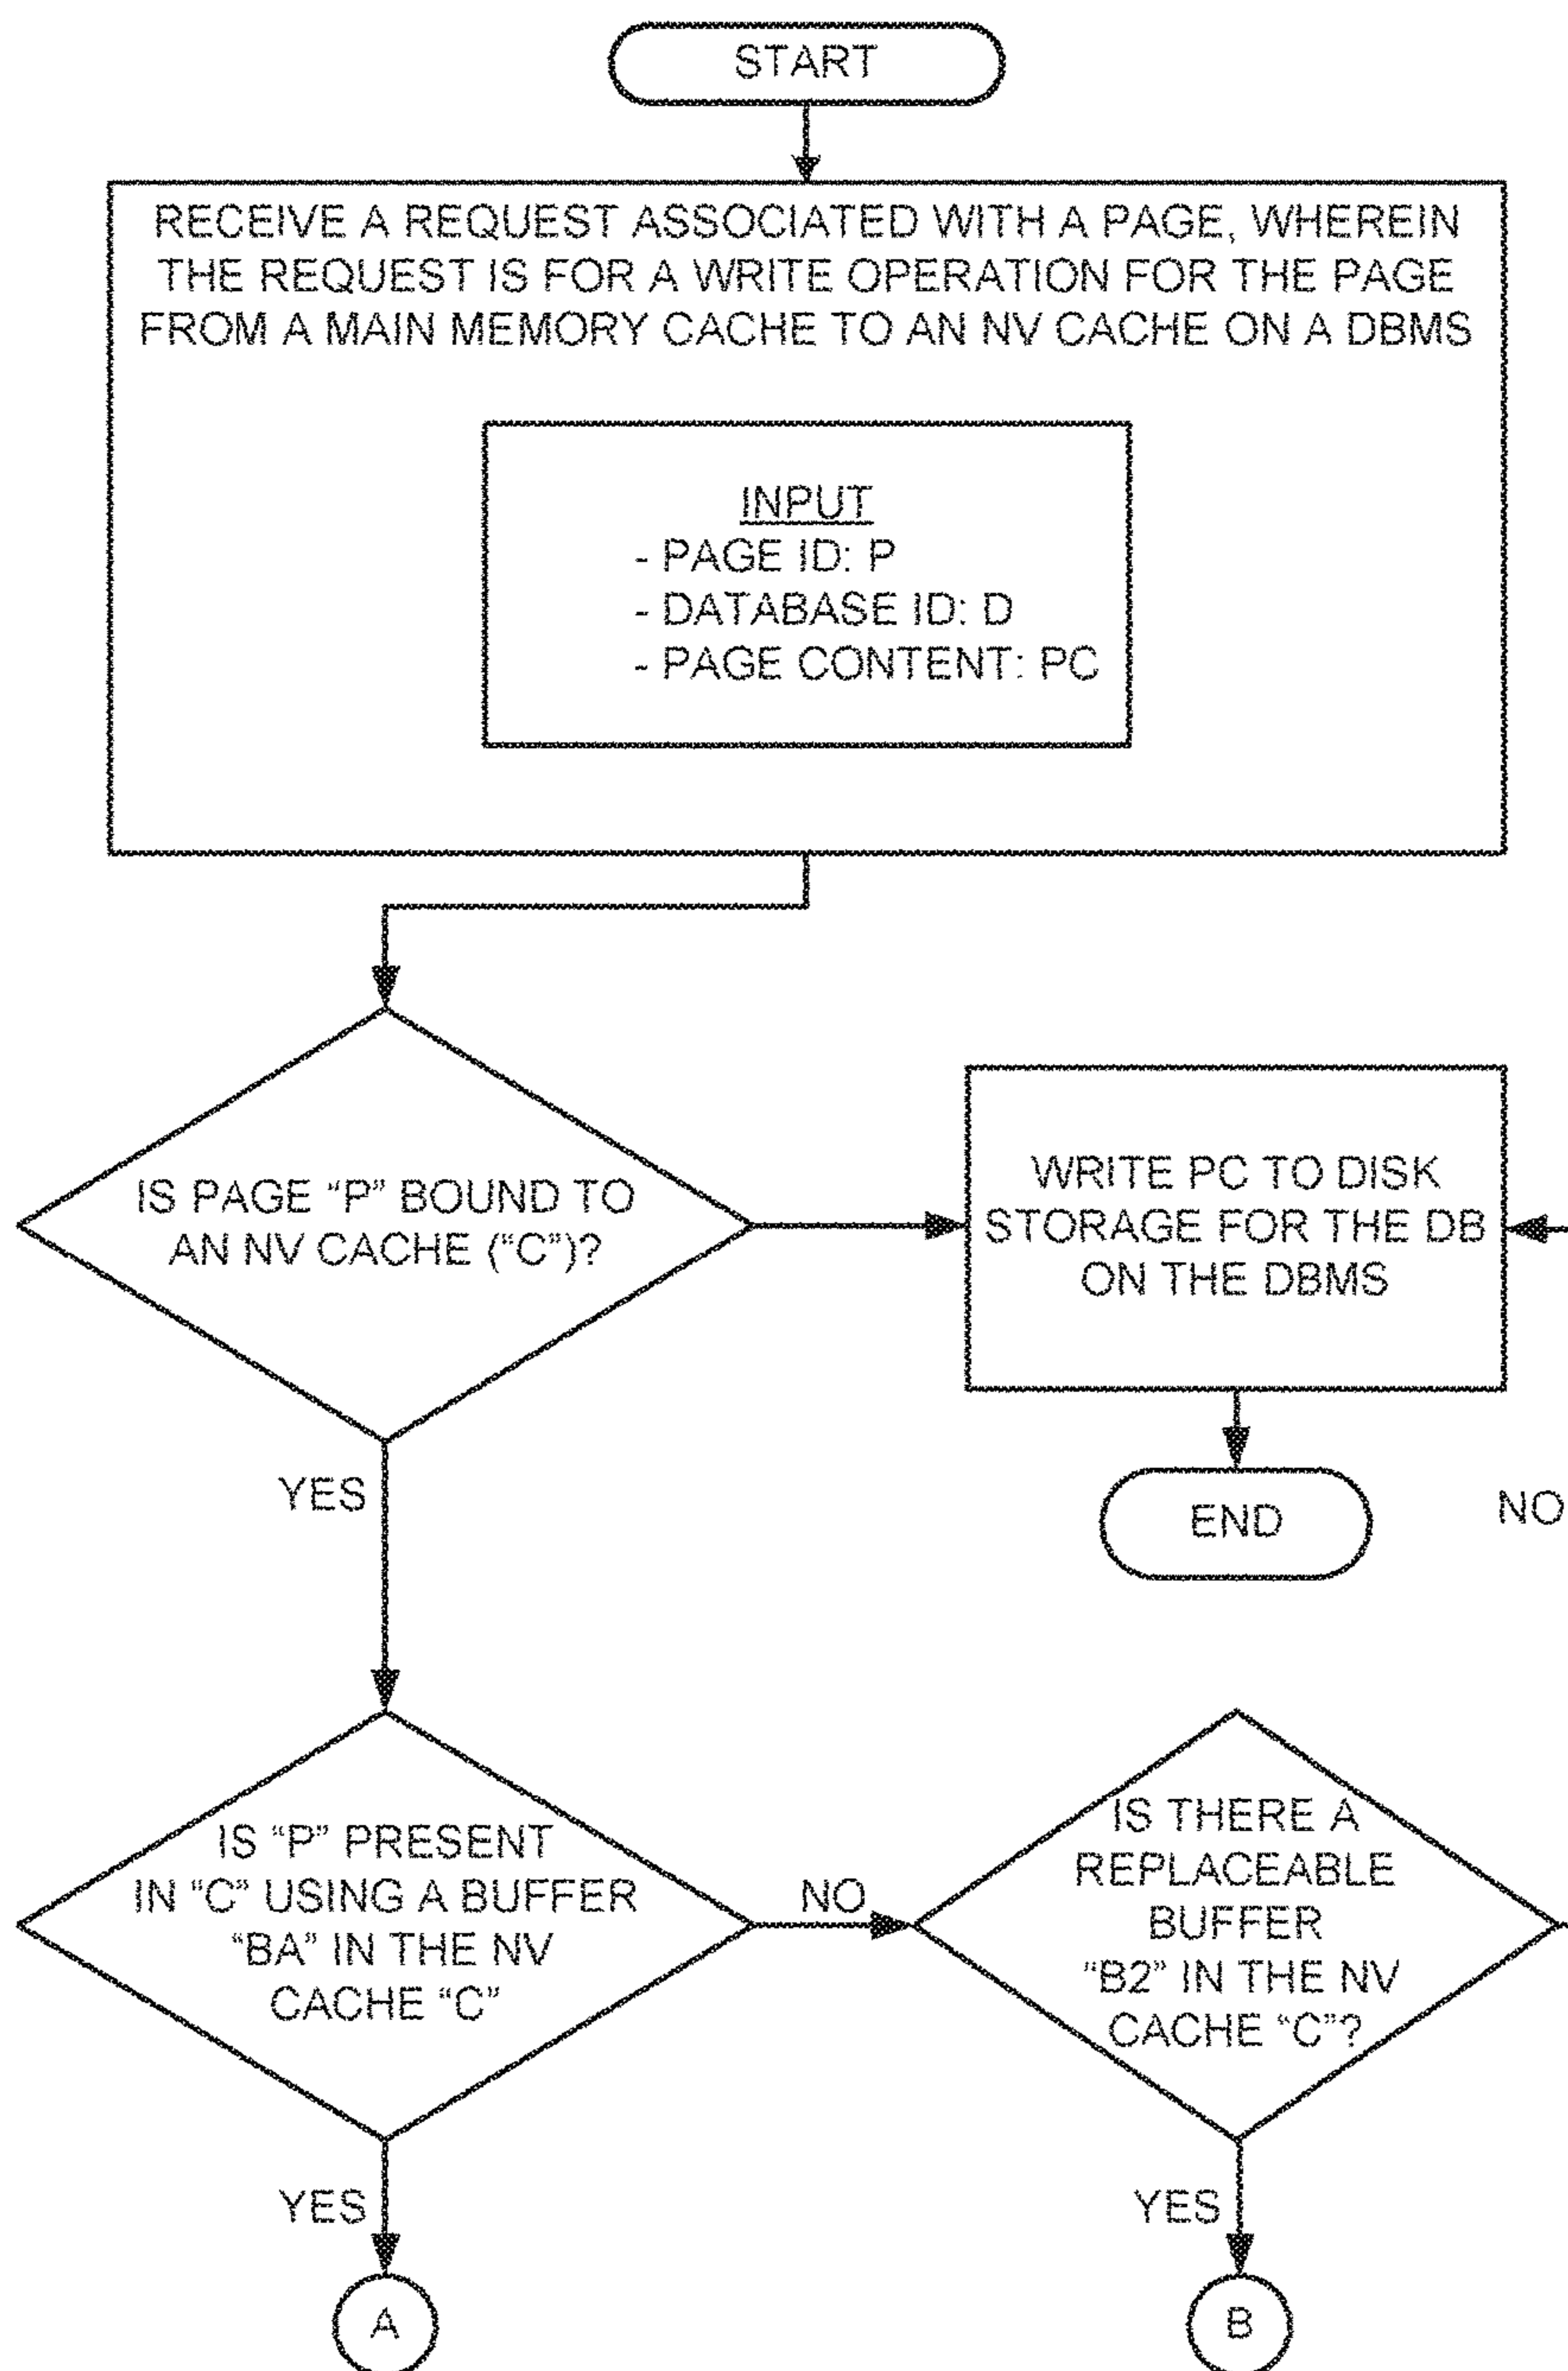 START
RECEIVE A REQUEST ASSOCIATED WITH A PAGE, WHEREIN
THE REQUEST IS FOR A WRITE OPERATION FOR THE PAGE
FROM A MAIN MEMORY CACHE TO AN NV CACHE ON A DBMS
INPUT
- PAGE ID: P
- DATABASE ID: D
- PAGE CONTENT: PC
IS PAGE “P” BOUND TO
AN NV CACHE (“C”)?
WRITE PC TO DISK
STORAGE FOR THE DB
ON THE DBMS
YES
END
NO
IS “P” PRESENT
IN “C” USING A BUFFER
“BA” IN THE NV
CACHE “C”
NO
IS THERE A
REPLACEABLE
BUFFER
“B2” IN THE NV
CACHE “C”?
YES
YES
A
B